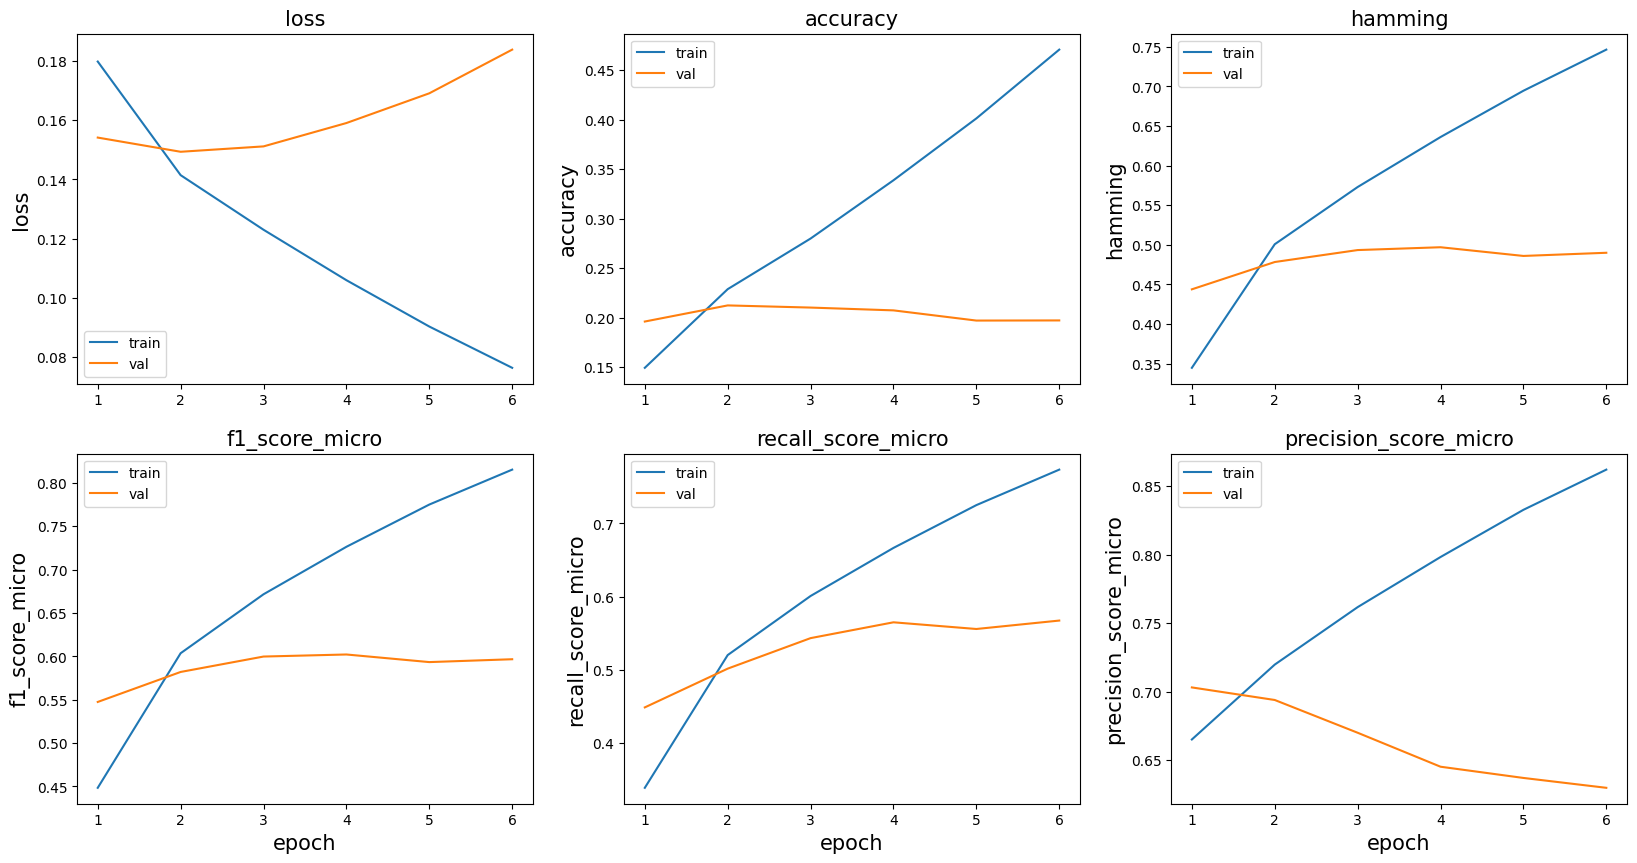 loss
loss
0.18
0.16
0.14
0.12
0.10
0.08
train
val
1 2 3 4 5 6
accuracy
accuracy
0.45
0.40
0.35
0.30
0.25
0.20
0.15
train
val
1 2 3 4 5 6
hamming
hamming
0.75
0.70
0.65
0.60
0.55
0.50
0.45
0.40
0.35
train
val
1 2 3 4 5 6
f1_score_micro
f1_score_micro
0.80
0.75
0.70
0.65
0.60
0.55
0.50
0.45
train
val
1 2 3 4 5 6
epoch
recall_score_micro
recall_score_micro
0.7
0.6
0.5
0.4
train
val
1 2 3 4 5 6
epoch
precision_score_micro
precision_score_micro
0.85
0.80
0.75
0.70
0.65
train
val
1 2 3 4 5 6
epoch